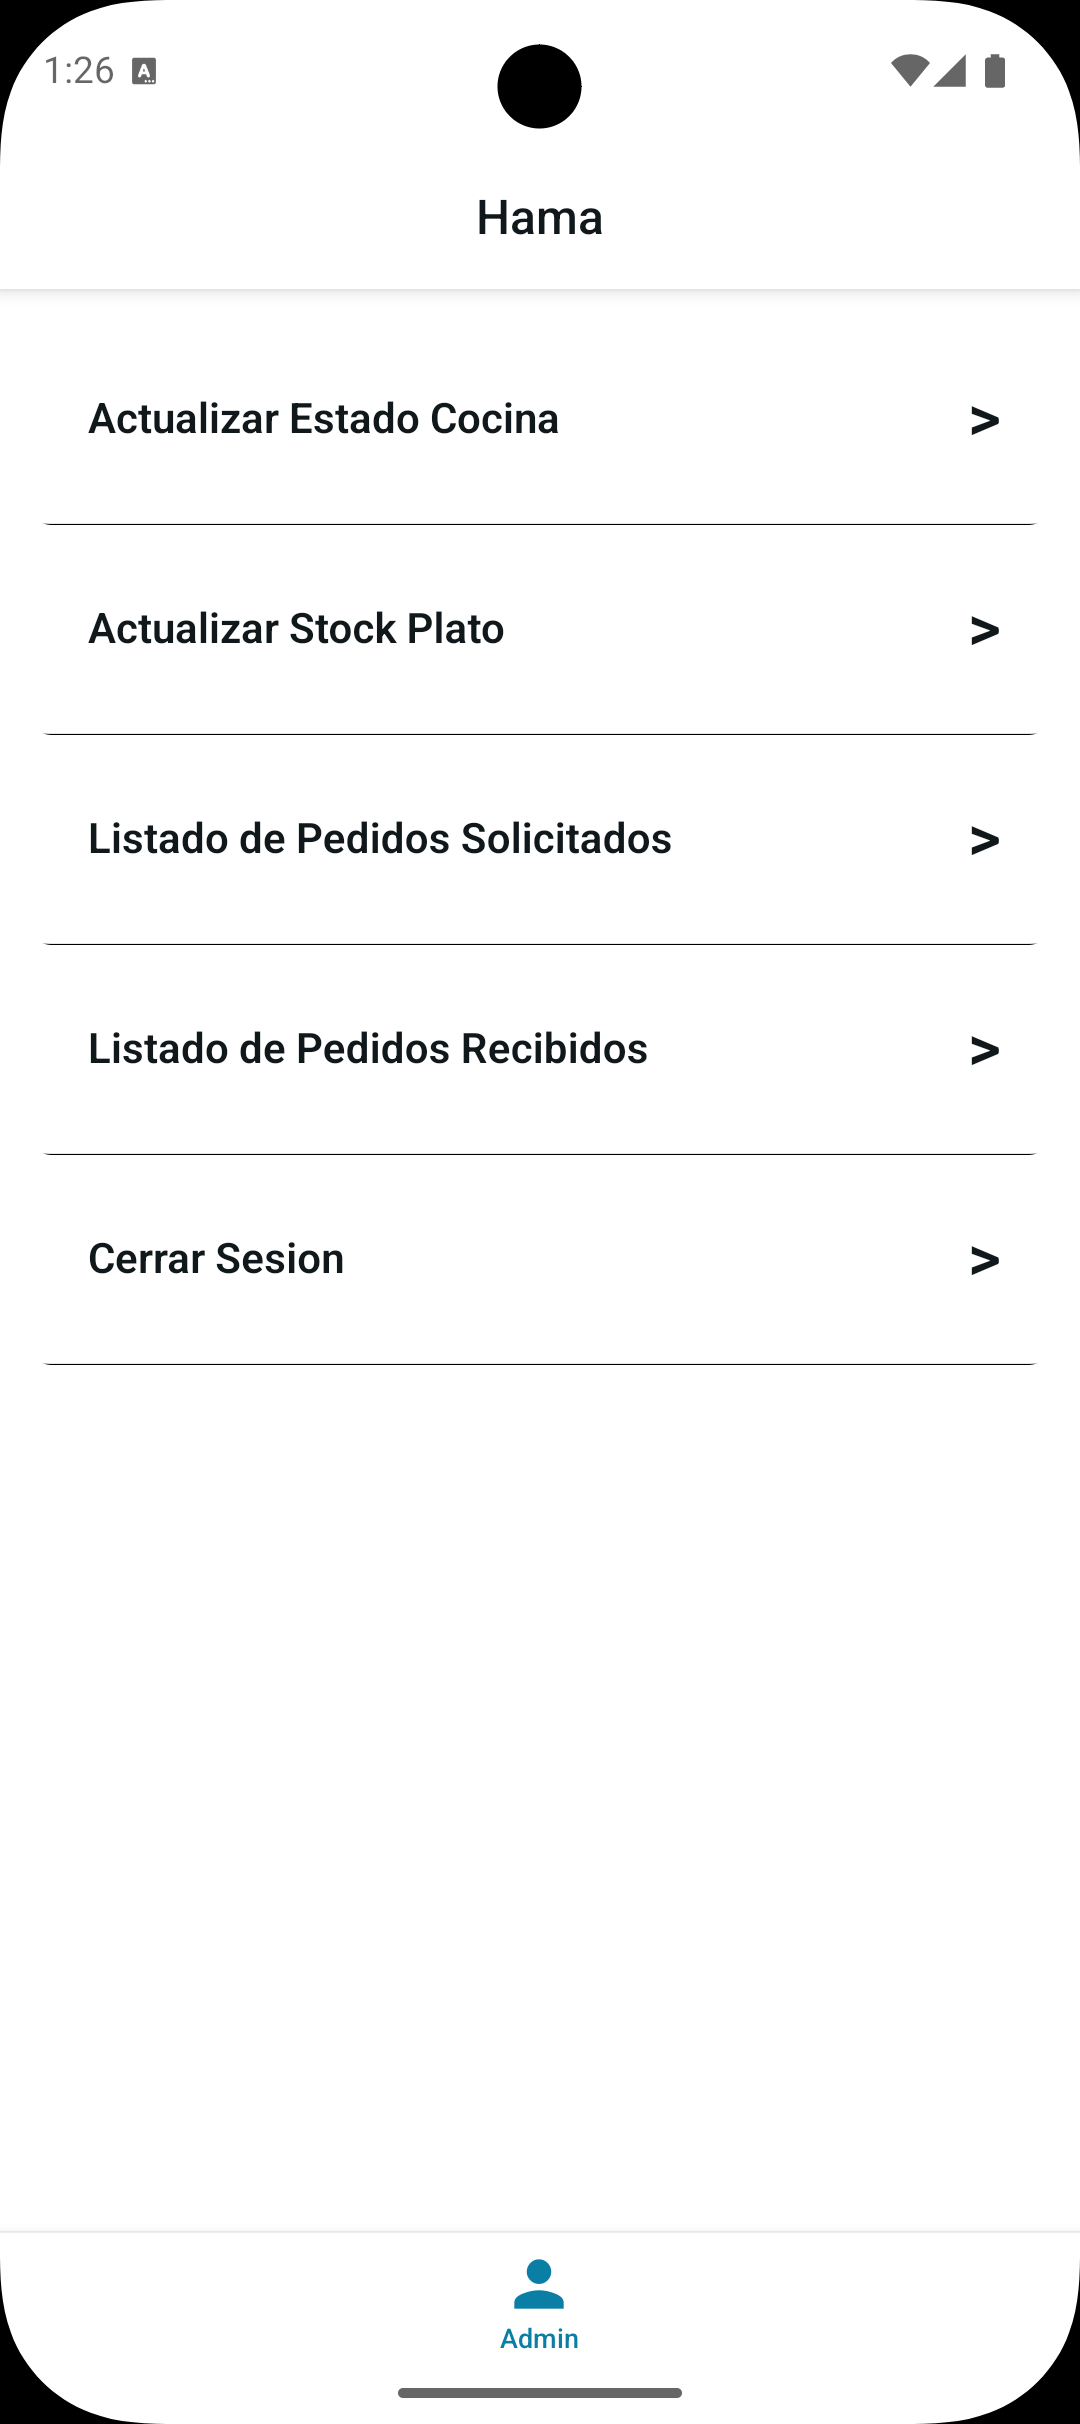 1:26
Hama
Actualizar Estado Cocina >
Actualizar Stock Plato >
Listado de Pedidos Solicitados >
Listado de Pedidos Recibidos >
Cerrar Sesion >
Admin